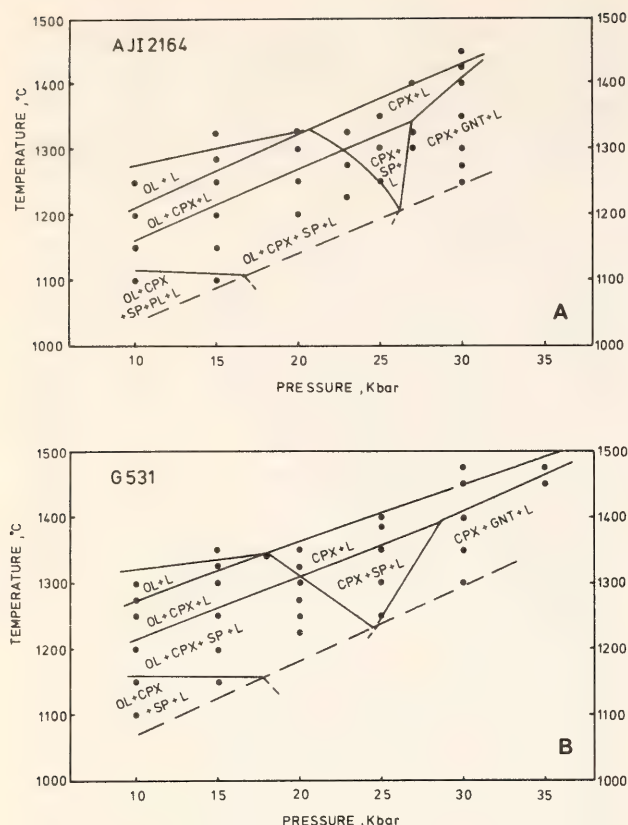 AJI2164
TEMPERATURE ,°C
1500
1400
1300
1200
1100
1000
1500
1400
1300
1200
1100
1000
OL+L
OL+CPX+L
CPX+L
CPX+
SP+
L
CPX+GNT+L
OL+CPX+SP+L
OL+CPX
+SP+PL+L
A
10
15
20
25
30
35
PRESSURE ,Kbar
G531
TEMPERATURE ,°C
1500
1400
1300
1200
1100
1000
1500
1400
1300
1200
1100
1000
OL+L
OL+CPX+L
CPX+L
CPX+SP+L
CPX+GNT+L
OL+CPX+SP+L
OL+CPX
+SP+L
B
10
15
20
25
30
35
PRESSURE ,Kbar